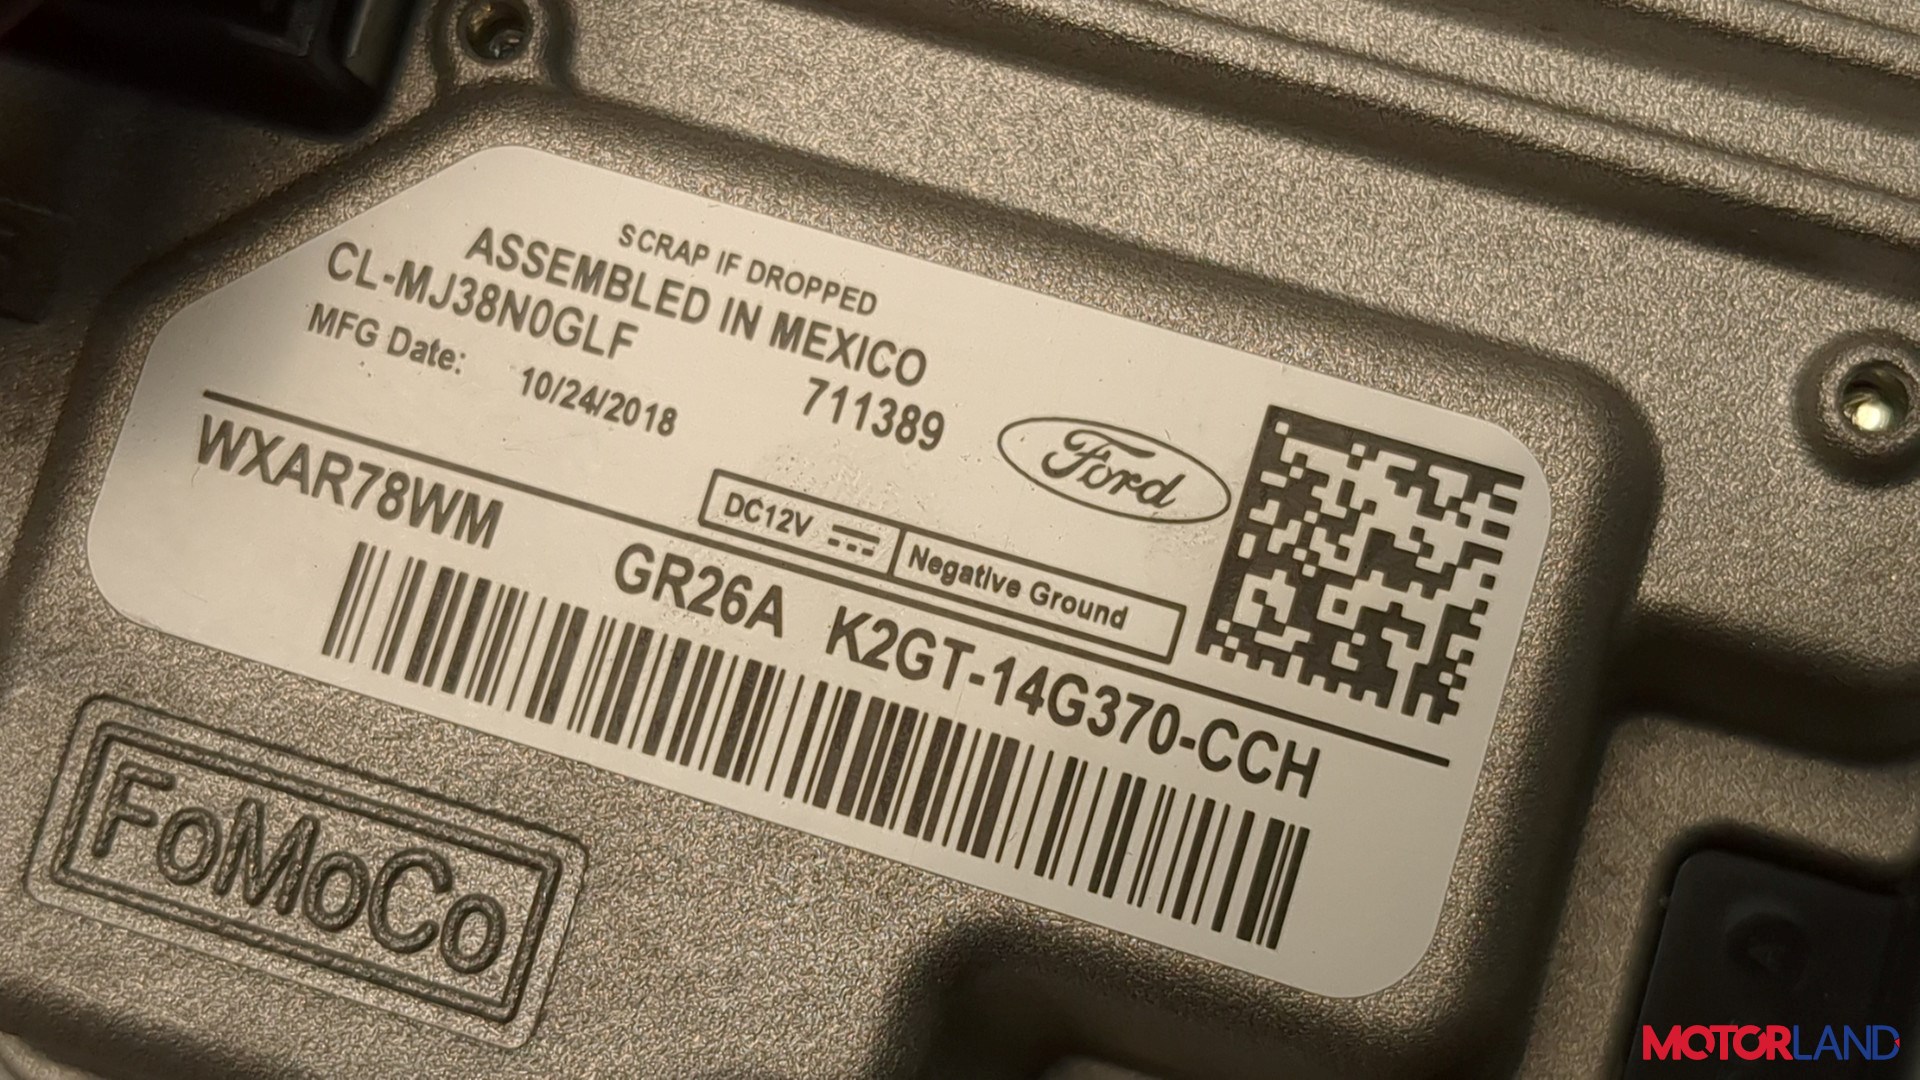 SCRAP IF DROPPED
ASSEMBLED IN MEXICO
CL-MJ38N0GLF
711389
MFG Date: 10/24/2018
Ford
DC12V
Negative Ground
WXAR78WM
GR26A K2GT-14G370-CCH
FoMoCo
MOTORLAND